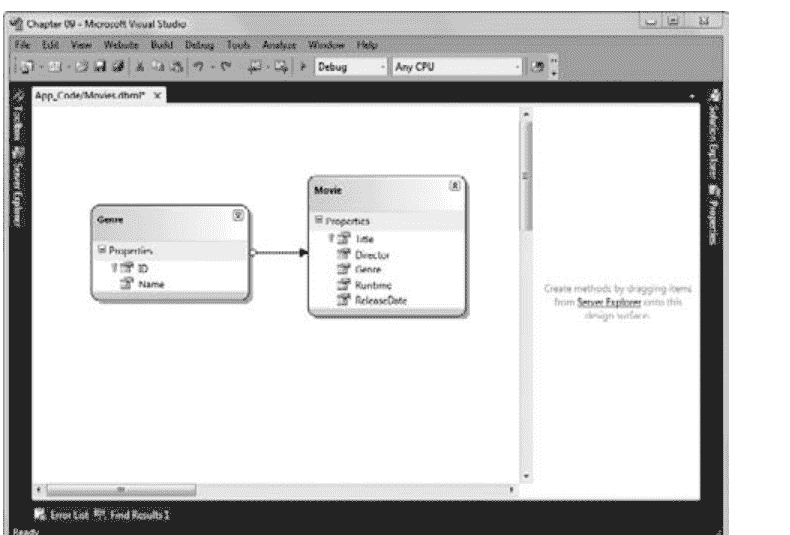 Chapter 09 - Microsoft Visual Studio
File Edit View Website Build Debug Tools Analyze Window Help
Debug Any CPU
App_Code/Movies.dbml* X
Toolbox
Server Explorer
Solution Explorer
Properties
Genre
Properties
ID
Name
Movie
Properties
Title
Director
Genre
Runtime
ReleaseDate
Create methods by dragging items
from Server Explorer onto this
design surface.
Error List Find Results 1
Ready